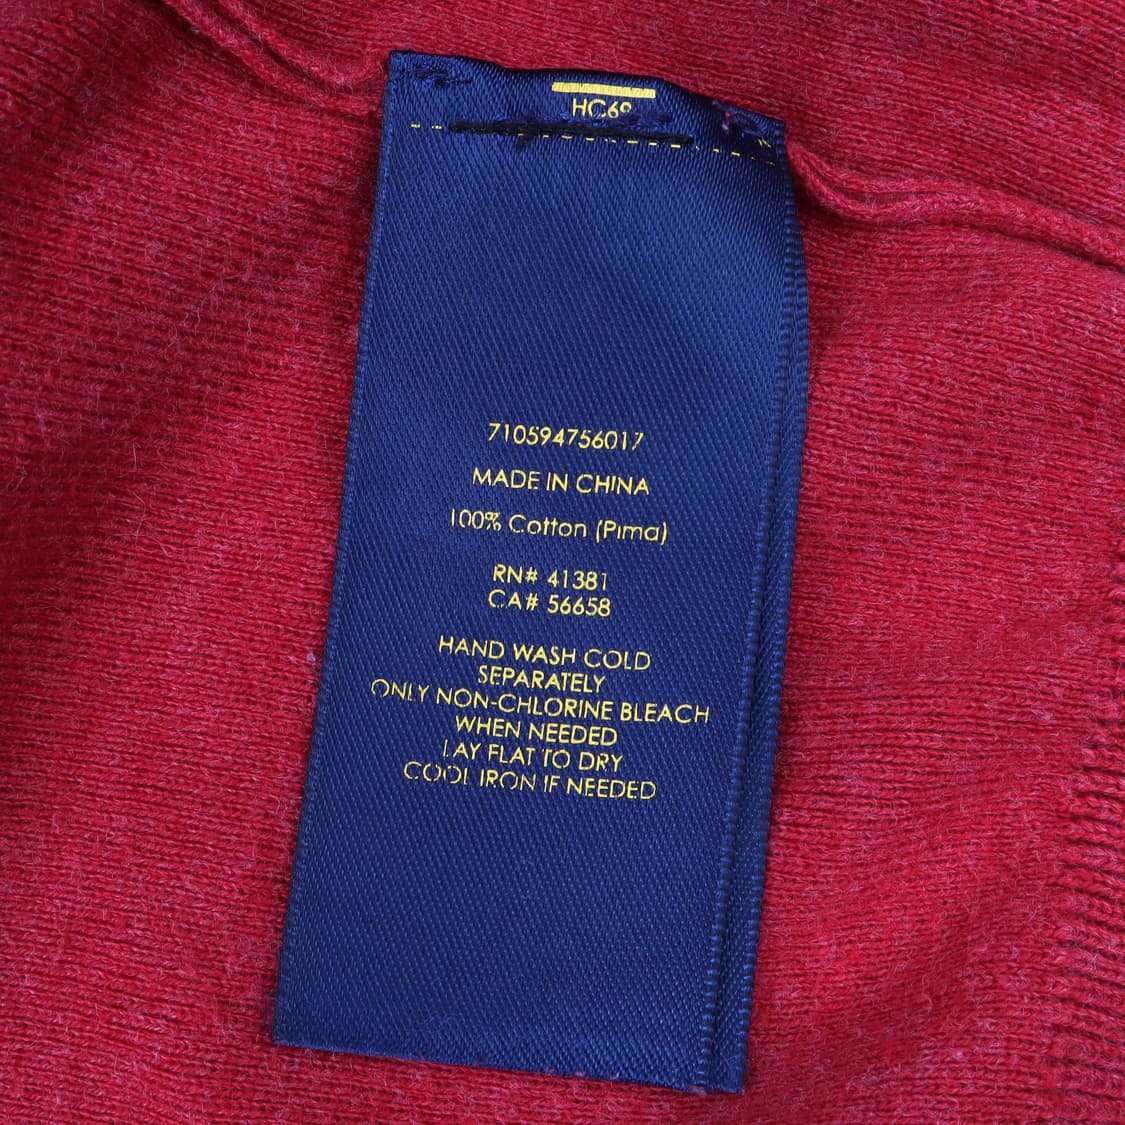 HC69
710594756017
MADE IN CHINA
100% Cotton (Pima)
RN# 41381
CA# 56658
HAND WASH COLD
SEPARATELY
ONLY NON-CHLORINE BLEACH
WHEN NEEDED
LAY FLAT TO DRY
COOL IRON IF NEEDED